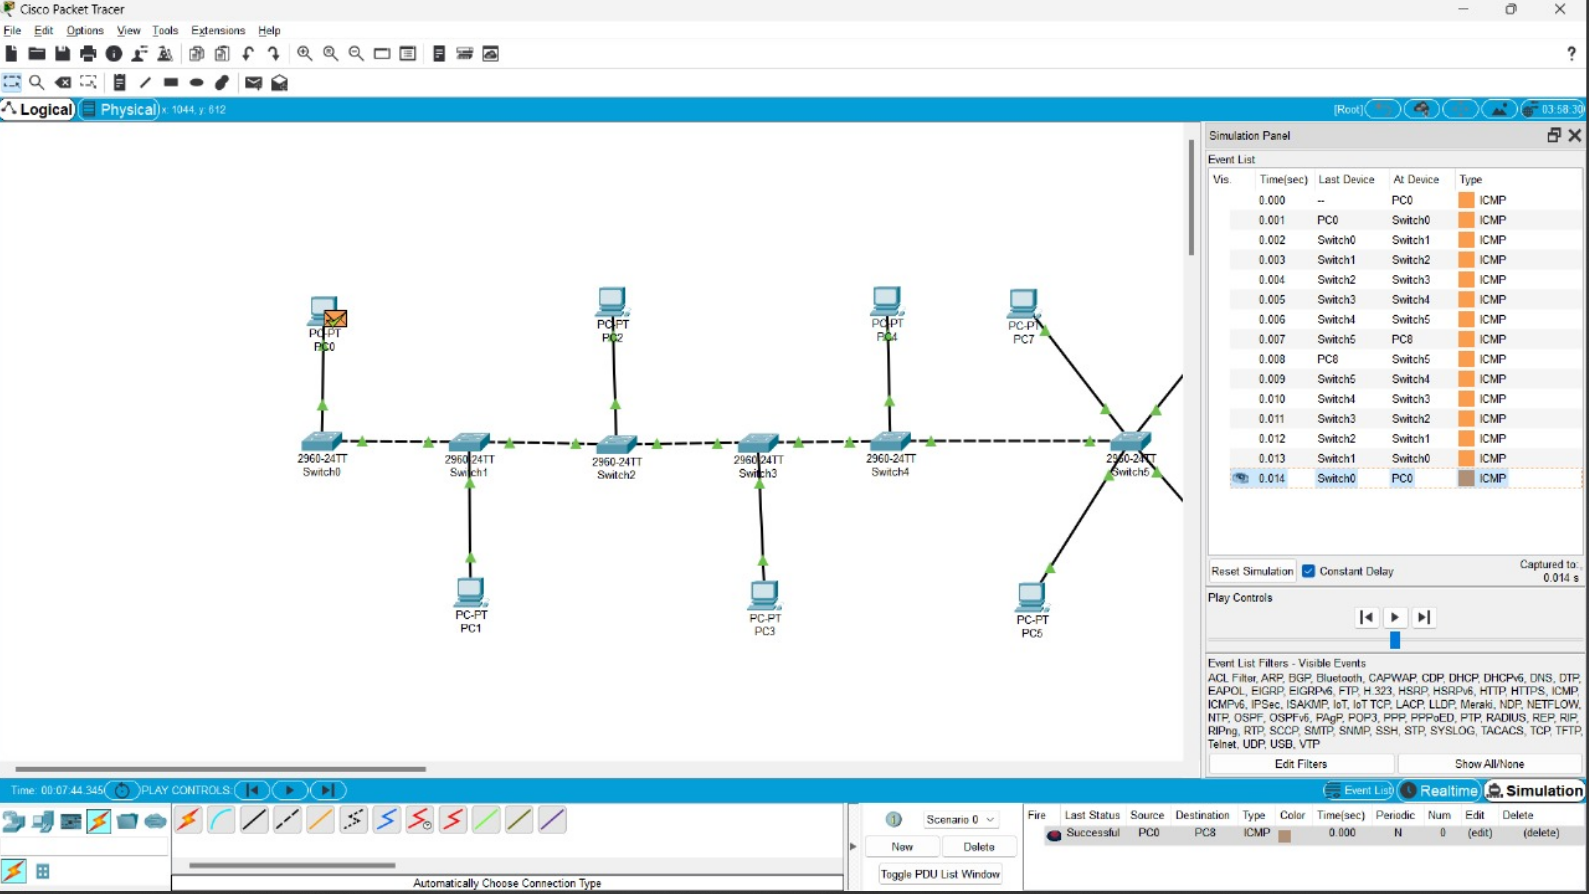 Cisco Packet Tracer
File Edit Options View Tools Extensions Help
?
Logical Physical x: 1044, y: 612 [Root] 03:58:30
Simulation Panel
Event List
Vis. Time(sec) Last Device At Device Type
0.000 -- PC0 ICMP
0.001 PC0 Switch0 ICMP
0.002 Switch0 Switch1 ICMP
0.003 Switch1 Switch2 ICMP
0.004 Switch2 Switch3 ICMP
0.005 Switch3 Switch4 ICMP
0.006 Switch4 Switch5 ICMP
0.007 Switch5 PC8 ICMP
0.008 PC8 Switch5 ICMP
0.009 Switch5 Switch4 ICMP
0.010 Switch4 Switch3 ICMP
0.011 Switch3 Switch2 ICMP
0.012 Switch2 Switch1 ICMP
0.013 Switch1 Switch0 ICMP
0.014 Switch0 PC0 ICMP
PC-PT
PC0
PC-PT
PC2
PC-PT
PC4
PC-PT
PC7
2960-24TT
Switch0
2960-24TT
Switch1
2960-24TT
Switch2
2960-24TT
Switch3
2960-24TT
Switch4
2960-24TT
Switch5
PC-PT
PC1
PC-PT
PC3
PC-PT
PC5
Reset Simulation Constant Delay Captured to:
0.014 s
Play Controls
Event List Filters - Visible Events
ACL Filter, ARP, BGP, Bluetooth, CAPWAP, CDP, DHCP, DHCPv6, DNS, DTP,
EAPOL, EIGRP, EIGRPv6, FTP, H.323, HSRP, HSRPv6, HTTP, HTTPS, ICMP,
ICMPv6, IPSec, ISAKMP, IoT, IoT TCP, LACP, LLDP, Meraki, NDP, NETFLOW,
NTP, OSPF, OSPFv6, PAgP, POP3, PPP, PPPoED, PTP, RADIUS, REP, RIP,
RIPng, RTP, SCCP, SMTP, SNMP, SSH, STP, SYSLOG, TACACS, TCP, TFTP,
Telnet, UDP, USB, VTP
Edit Filters Show All/None
Time: 00:07:44.345 PLAY CONTROLS: Event List Realtime Simulation
Scenario 0
New Delete
Toggle PDU List Window
Fire Last Status Source Destination Type Color Time(sec) Periodic Num Edit Delete
Successful PC0 PC8 ICMP 0.000 N 0 (edit) (delete)
Automatically Choose Connection Type